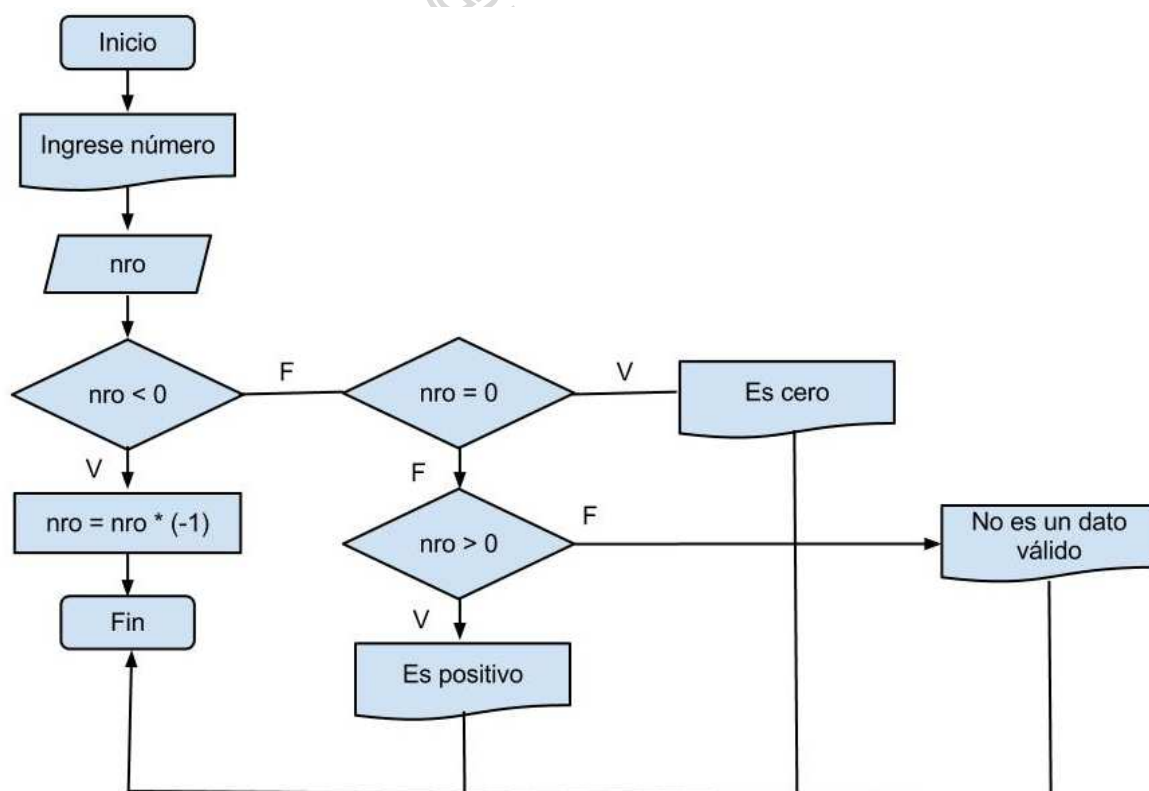 Inicio
Ingrese número
nro
nro < 0
F
nro = 0
V
Es cero
V
F
nro = nro * (-1)
nro > 0
F
No es un dato
válido
Fin
V
Es positivo